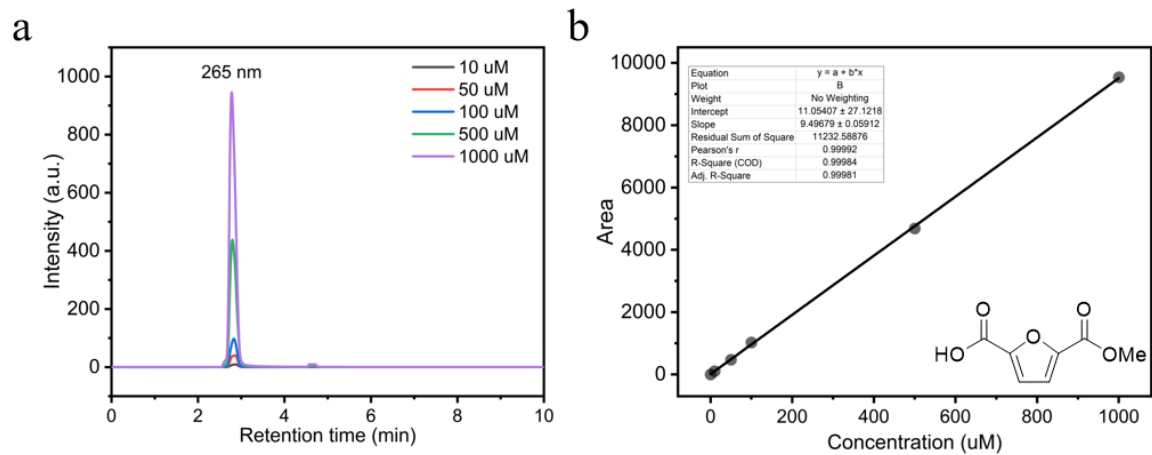 a
265 nm
10 uM
50 uM
100 uM
500 uM
1000 uM
Intensity (a.u.)
1000
800
600
400
200
0
0 2 4 6 8 10
Retention time (min)
b
Equation y = a + b*x
Plot B
Weight No Weighting
Intercept 11.05407 ± 27.1218
Slope 9.49679 ± 0.05912
Residual Sum of Square 11232.58876
Pearson's r 0.99992
R-Square (COD) 0.99984
Adj. R-Square 0.99981
Area
10000
8000
6000
4000
2000
0
O O O
HO OMe
0 200 400 600 800 1000
Concentration (uM)